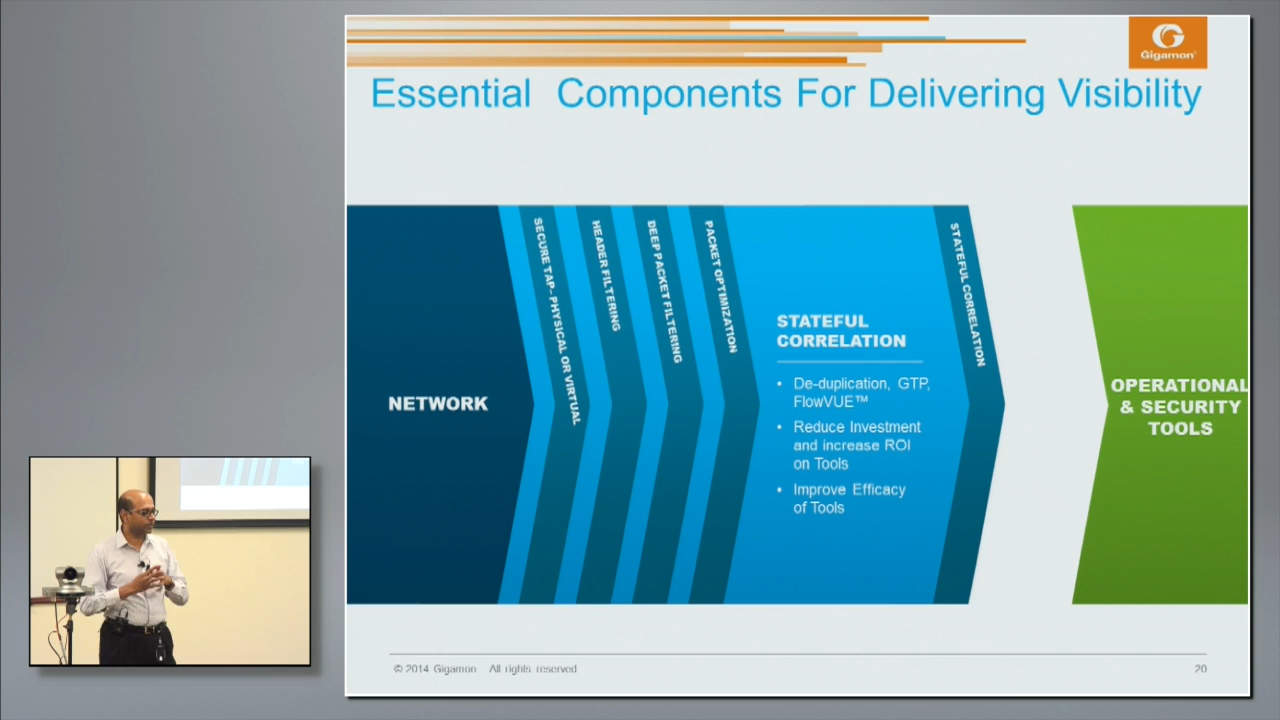 Gigamon®
Essential Components For Delivering Visibility
NETWORK
SECURE TAP - PHYSICAL OR VIRTUAL
HEADER FILTERING
DEEP PACKET FILTERING
PACKET OPTIMIZATION
STATEFUL
CORRELATION
• De-duplication, GTP,
FlowVUE™
• Reduce Investment
and increase ROI
on Tools
• Improve Efficacy
of Tools
STATEFUL CORRELATION
OPERATIONAL
& SECURITY
TOOLS
© 2014 Gigamon All rights reserved
20